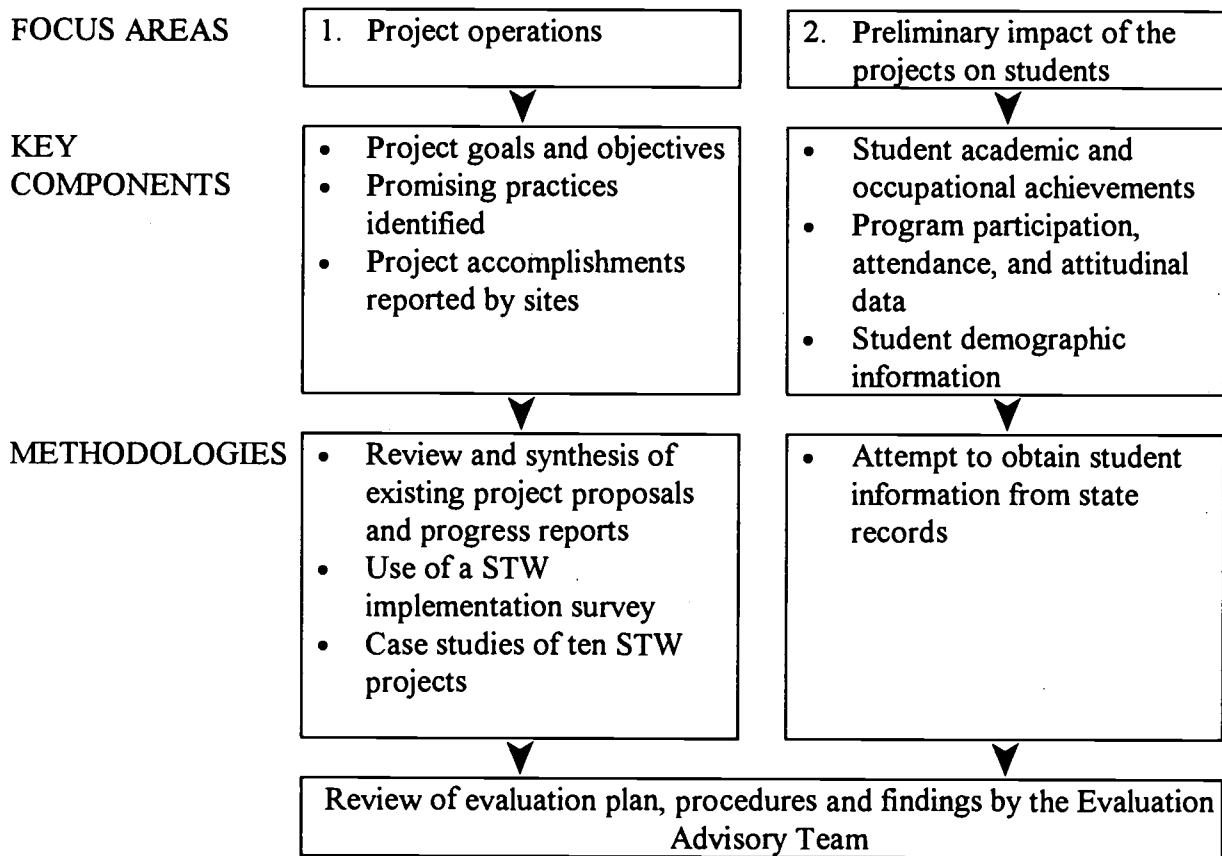 FOCUS AREAS
1. Project operations
2. Preliminary impact of the
projects on students
KEY
COMPONENTS
• Project goals and objectives
• Promising practices
identified
• Project accomplishments
reported by sites
• Student academic and
occupational achievements
• Program participation,
attendance, and attitudinal
data
• Student demographic
information
METHODOLOGIES
• Review and synthesis of
existing project proposals
and progress reports
• Use of a STW
implementation survey
• Case studies of ten STW
projects
• Attempt to obtain student
information from state
records
Review of evaluation plan, procedures and findings by the Evaluation
Advisory Team